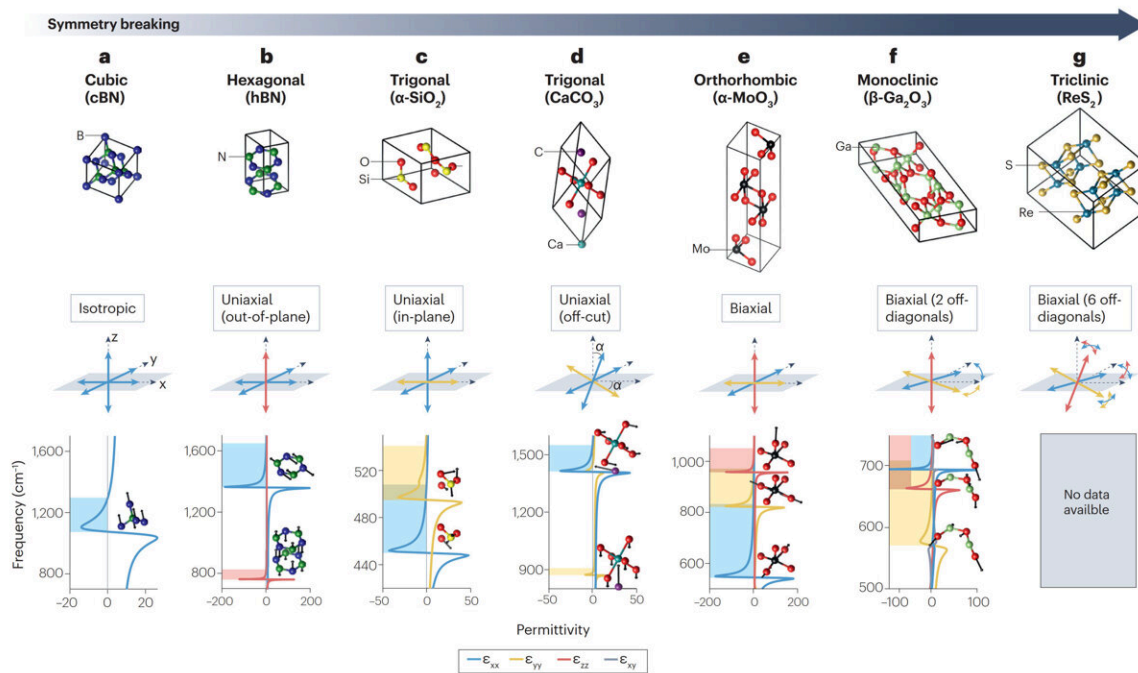 Symmetry breaking
a
Cubic
(cBN)
b
Hexagonal
(hBN)
c
Trigonal
(α-SiO₂)
d
Trigonal
(CaCO₃)
e
Orthorhombic
(α-MoO₃)
f
Monoclinic
(β-Ga₂O₃)
g
Triclinic
(ReS₂)
B
N
O
Si
C
Ca
Mo
Ga
S
Re
Isotropic
Uniaxial
(out-of-plane)
Uniaxial
(in-plane)
Uniaxial
(off-cut)
Biaxial
Biaxial (2 off-
diagonals)
Biaxial (6 off-
diagonals)
z
y
x
α
α
Frequency (cm⁻¹)
1,600
1,200
800
−20
0
20
1,600
1,200
800
−200
0
200
520
480
440
−50
0
50
1,500
900
−50
0
50
1,000
800
600
−200
0
200
700
600
500
−100
0
100
No data
availble
Permittivity
εxx
εyy
εzz
εxy